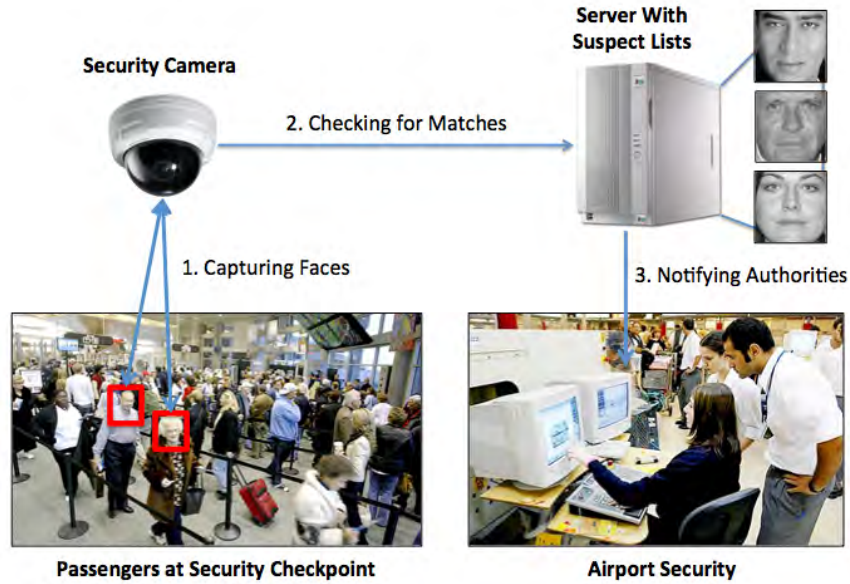 Server With
Suspect Lists
Security Camera
2. Checking for Matches
1. Capturing Faces
3. Notifying Authorities
Passengers at Security Checkpoint
Airport Security